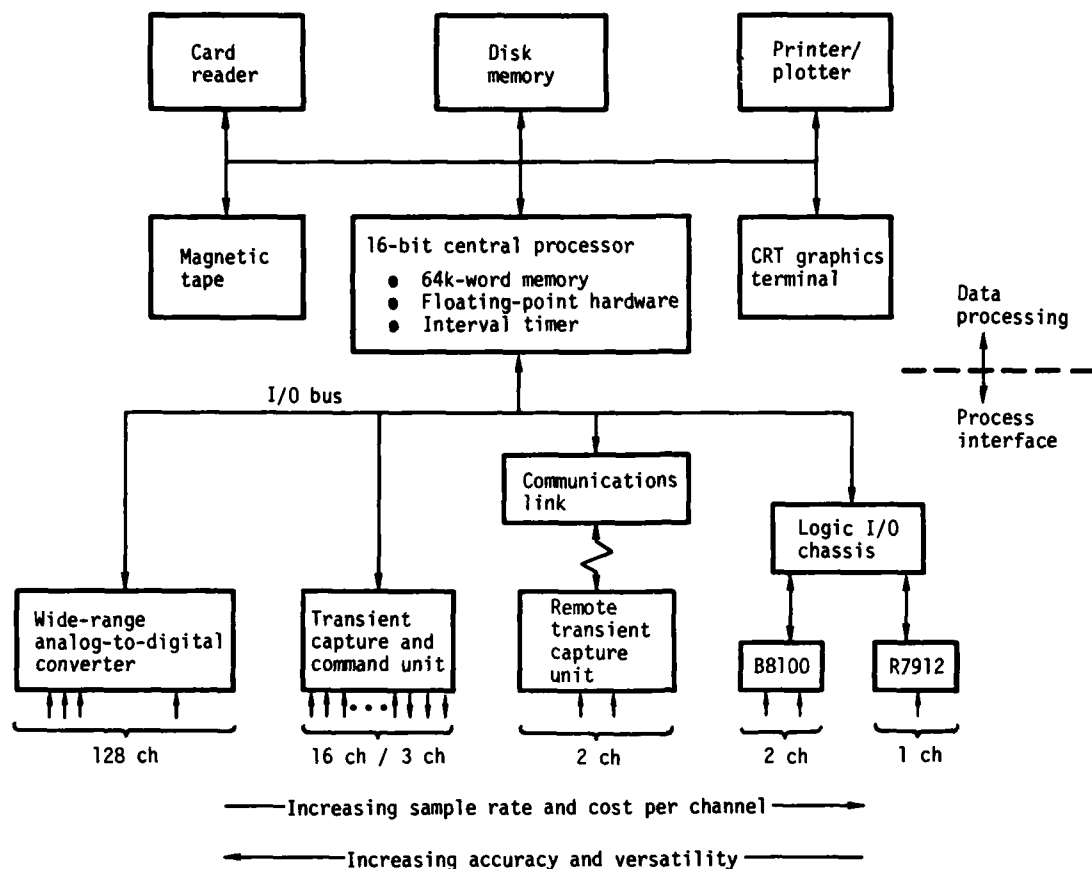 Card
reader
Disk
memory
Printer/
plotter
Magnetic
tape
16-bit central processor
● 64k-word memory
● Floating-point hardware
● Interval timer
CRT graphics
terminal
Data
processing
Process
interface
I/O bus
Communications
link
Logic I/O
chassis
Wide-range
analog-to-digital
converter
Transient
capture and
command unit
Remote
transient
capture
unit
B8100
R7912
128 ch
16 ch / 3 ch
2 ch
2 ch
1 ch
Increasing sample rate and cost per channel
Increasing accuracy and versatility